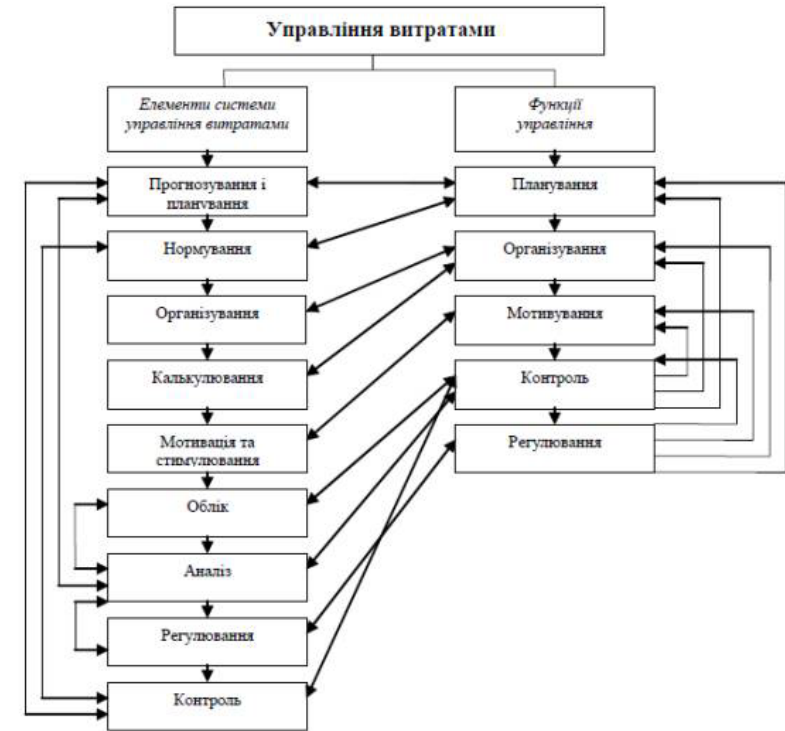 Управління витратами
Елементи системи
управління витратами
Функції
управління
Прогнозування і
планування
Планування
Нормування
Організування
Організування
Мотивування
Калькулювання
Контроль
Мотивація та
стимулювання
Регулювання
Облік
Аналіз
Регулювання
Контроль